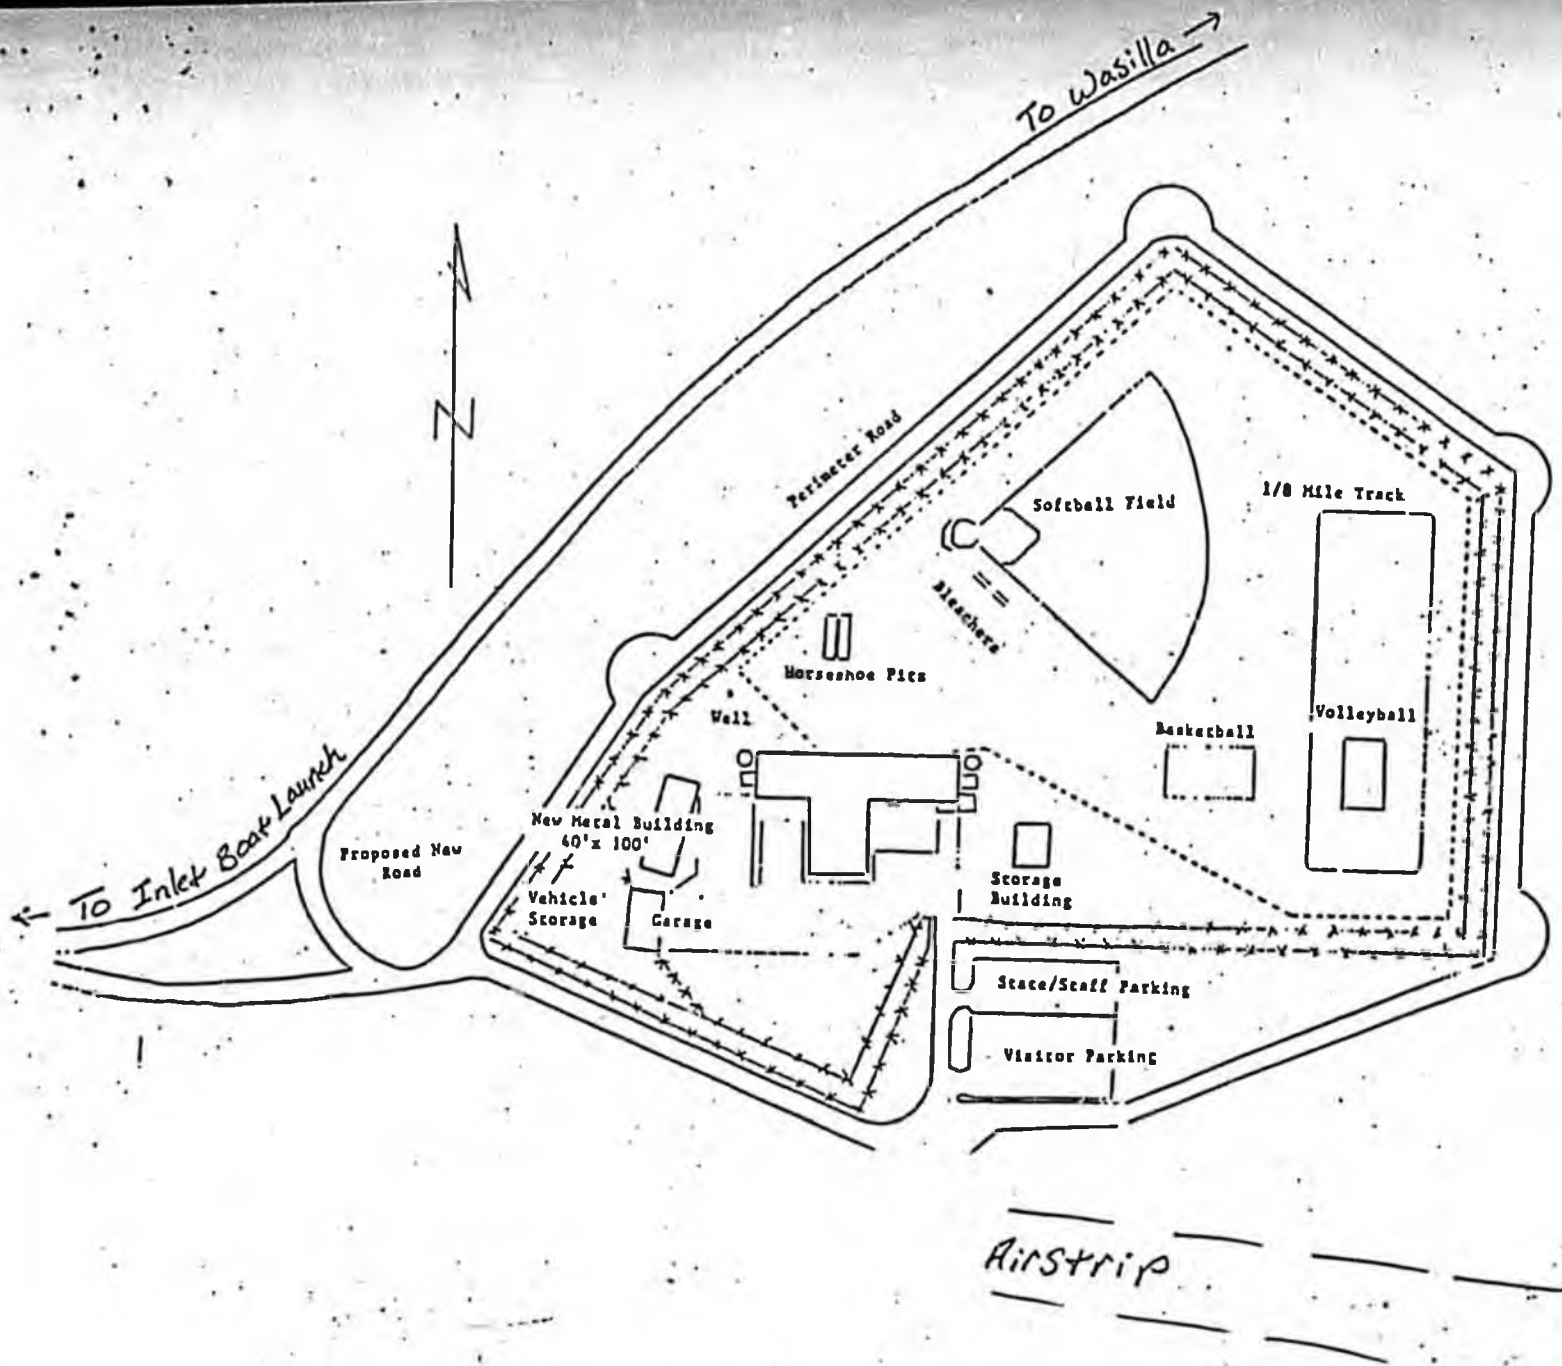 To Wasilla →
N
Perimeter Road
Softball Field
1/8 Mile Track
Bleachers
Horseshoe Pits
Well
Basketball
Volleyball
New Metal Building
40' x 100'
To Inlet Boat Launch
Proposed New
Road
Vehicle
Storage
Garage
Storage
Building
State/Staff Parking
Visitor Parking
Airstrip